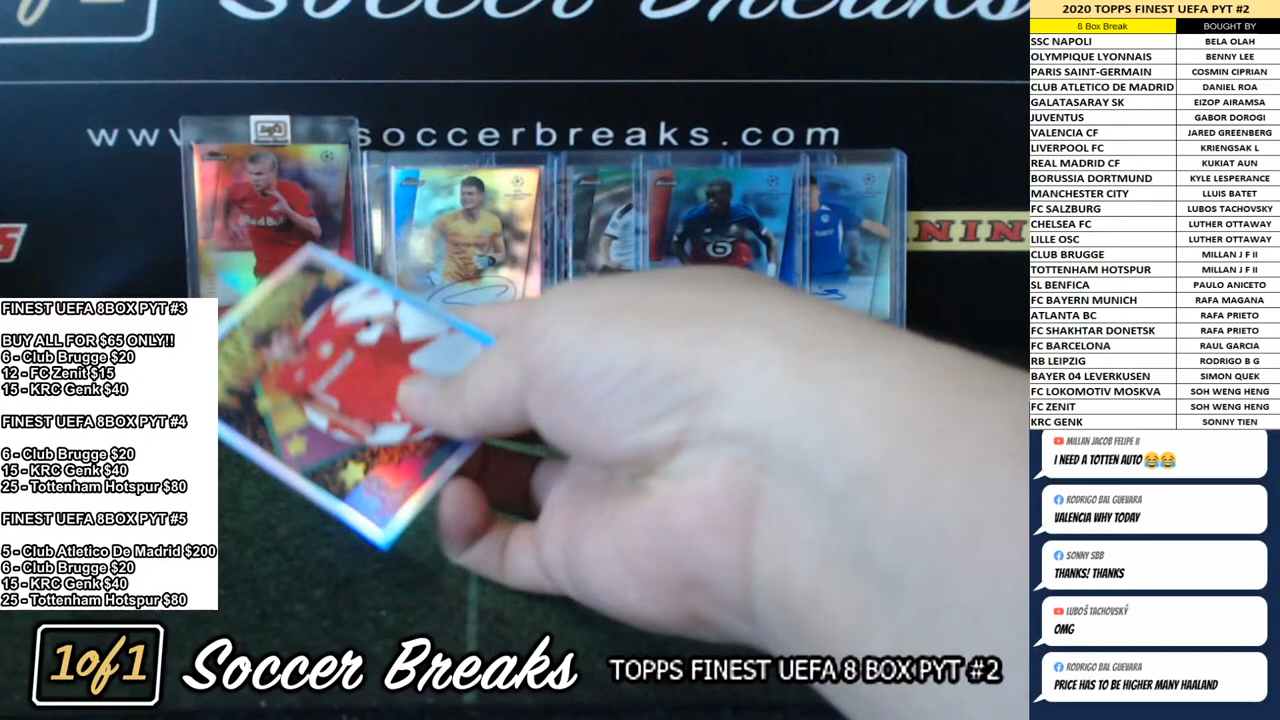 Soccer Breaks
www.soccerbreaks.com
PANINI
RedBull
FINEST UEFA 8BOX PYT #3
BUY ALL FOR $65 ONLY!!
6 - Club Brugge $20
12 - FC Zenit $15
15 - KRC Genk $40
FINEST UEFA 8BOX PYT #4
6 - Club Brugge $20
15 - KRC Genk $40
25 - Tottenham Hotspur $80
FINEST UEFA 8BOX PYT #5
5 - Club Atletico De Madrid $200
6 - Club Brugge $20
15 - KRC Genk $40
25 - Tottenham Hotspur $80
1of1 Soccer Breaks TOPPS FINEST UEFA 8 BOX PYT #2
2020 TOPPS FINEST UEFA PYT #2
8 Box Break BOUGHT BY
SSC NAPOLI BELA OLAH
OLYMPIQUE LYONNAIS BENNY LEE
PARIS SAINT-GERMAIN COSMIN CIPRIAN
CLUB ATLETICO DE MADRID DANIEL ROA
GALATASARAY SK EIZOP AIRAMSA
JUVENTUS GABOR DOROGI
VALENCIA CF JARED GREENBERG
LIVERPOOL FC KRIENGSAK L
REAL MADRID CF KUKIAT AUN
BORUSSIA DORTMUND KYLE LESPERANCE
MANCHESTER CITY LLUIS BATET
FC SALZBURG LUBOS TACHOVSKY
CHELSEA FC LUTHER OTTAWAY
LILLE OSC LUTHER OTTAWAY
CLUB BRUGGE MILLAN J F II
TOTTENHAM HOTSPUR MILLAN J F II
SL BENFICA PAULO ANICETO
FC BAYERN MUNICH RAFA MAGANA
ATLANTA BC RAFA PRIETO
FC SHAKHTAR DONETSK RAFA PRIETO
FC BARCELONA RAUL GARCIA
RB LEIPZIG RODRIGO B G
BAYER 04 LEVERKUSEN SIMON QUEK
FC LOKOMOTIV MOSKVA SOH WENG HENG
FC ZENIT SOH WENG HENG
KRC GENK SONNY TIEN
MILLAN JACOB FELIPE II
I NEED A TOTTEN AUTO 😂😂
RODRIGO BAL GUEVARA
VALENCIA WHY TODAY
SONNY SBB
THANKS! THANKS
LUBOŠ TACHOVSKÝ
OMG
RODRIGO BAL GUEVARA
PRICE HAS TO BE HIGHER MANY HAALAND